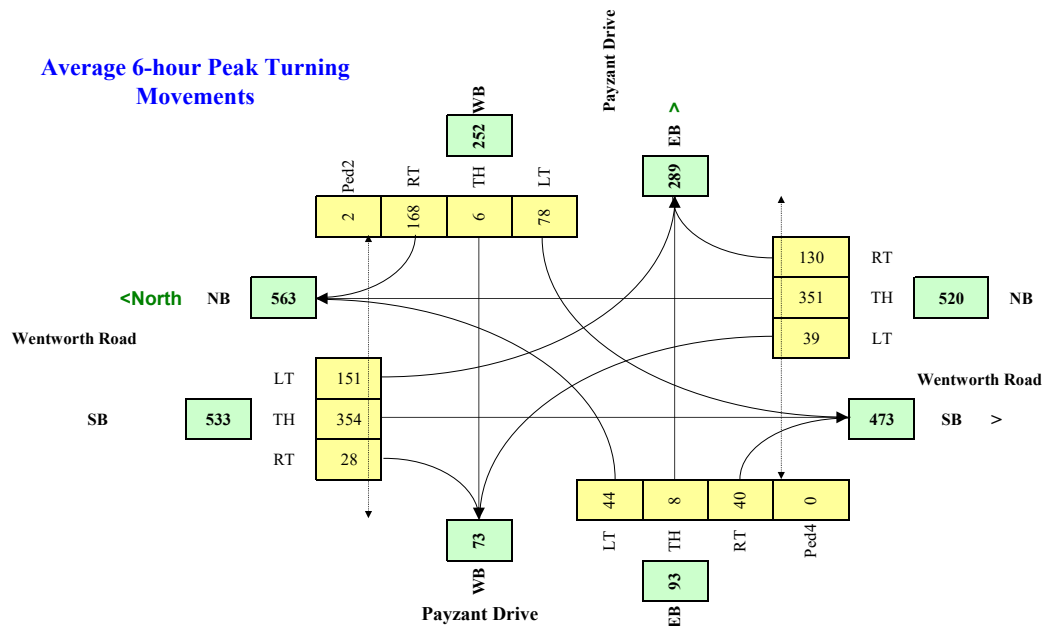 Average 6-hour Peak Turning
Movements
Payzant Drive
WB
252
EB >
289
Ped2
RT
TH
LT
2
168
6
78
130
RT
<North NB 563
351
TH
520
NB
39
LT
Wentworth Road
LT
151
Wentworth Road
SB
533
TH
354
473
SB >
RT
28
44
8
40
0
LT
TH
RT
Ped4
73
WB
93
EB
Payzant Drive